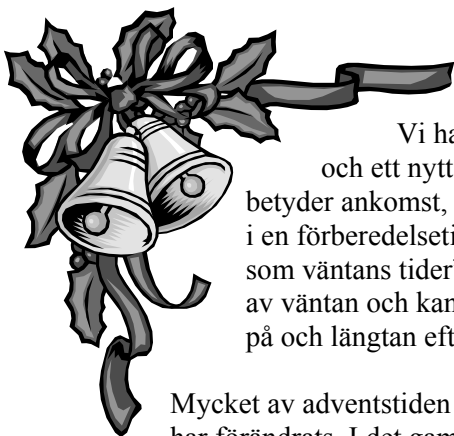 Vi ha
och ett nytt
betyder ankomst,
i en förberedelseti
som väntans tider
av väntan och kan
på och längtan eft
Mycket av adventstiden
har förändrats. I det gam